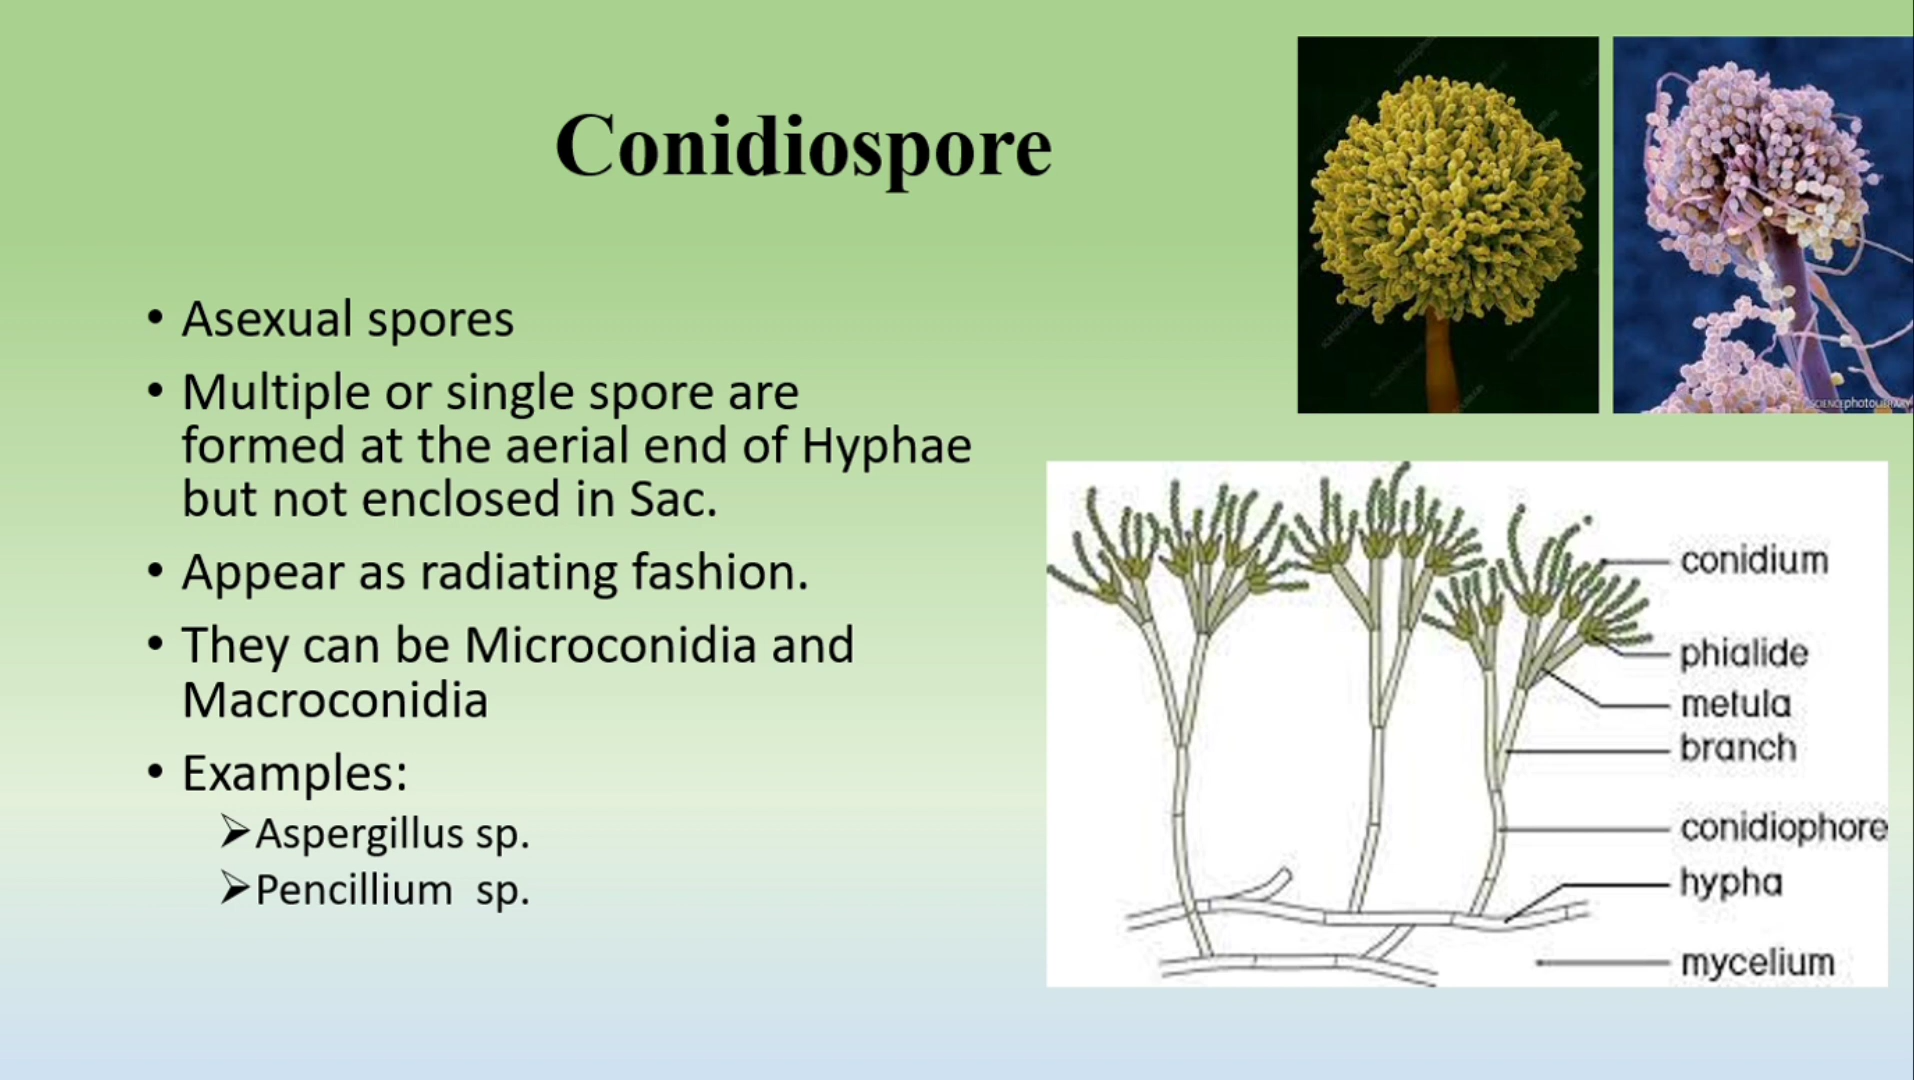 Conidiospore
• Asexual spores
• Multiple or single spore are
formed at the aerial end of Hyphae
but not enclosed in Sac.
• Appear as radiating fashion.
• They can be Microconidia and
Macroconidia
• Examples:
➢Aspergillus sp.
➢Pencillium sp.
SCIENCEphotoLIBRARY
conidium
phialide
metula
branch
conidiophore
hypha
mycelium